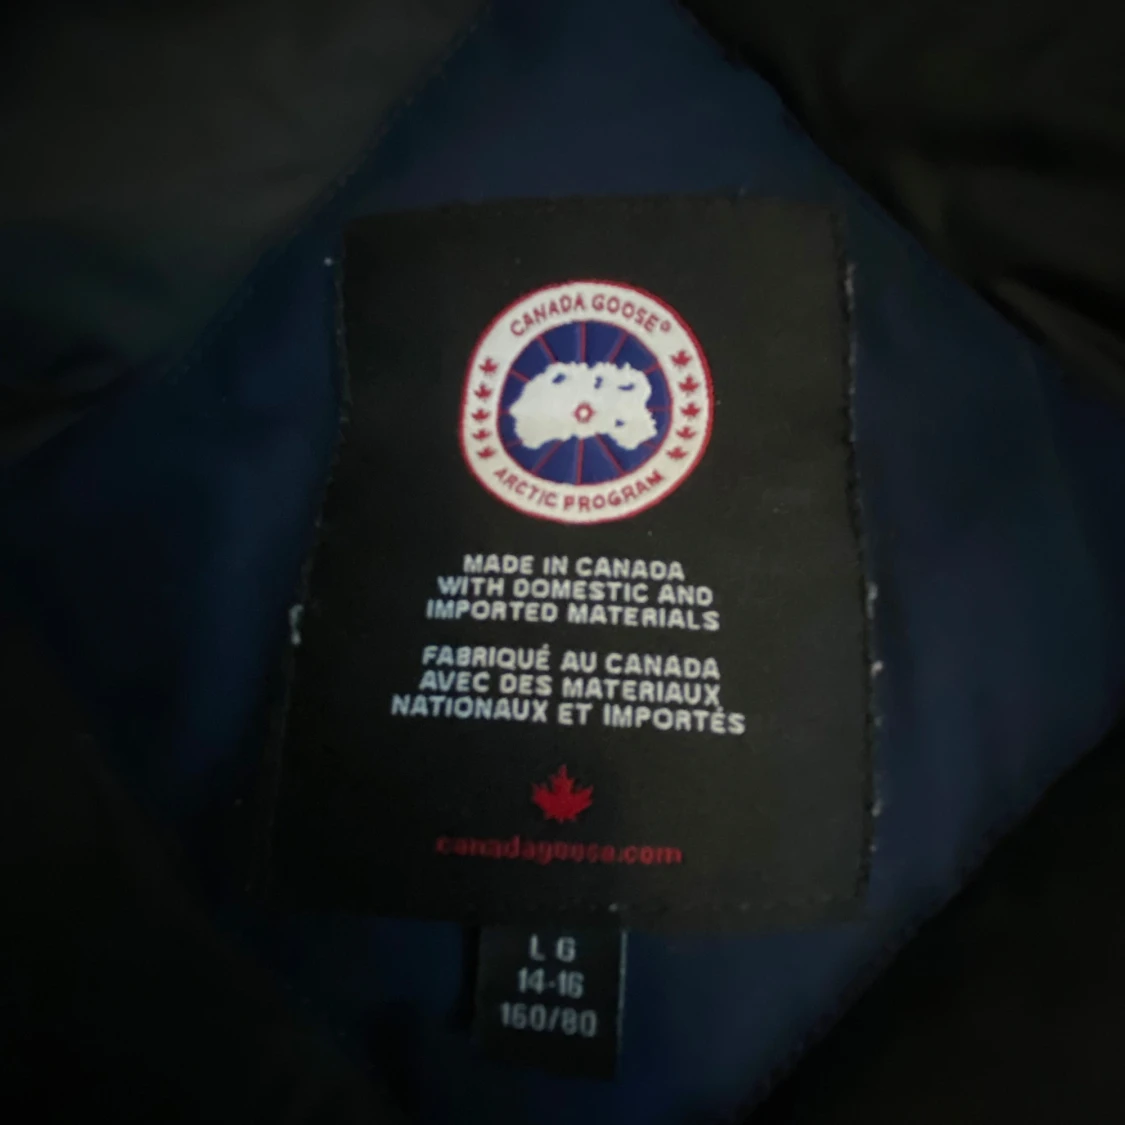 CANADA GOOSE®
ARCTIC PROGRAM
MADE IN CANADA
WITH DOMESTIC AND
IMPORTED MATERIALS
FABRIQUÉ AU CANADA
AVEC DES MATERIAUX
NATIONAUX ET IMPORTÉS
canadagoose.com
L G
14-16
160/80